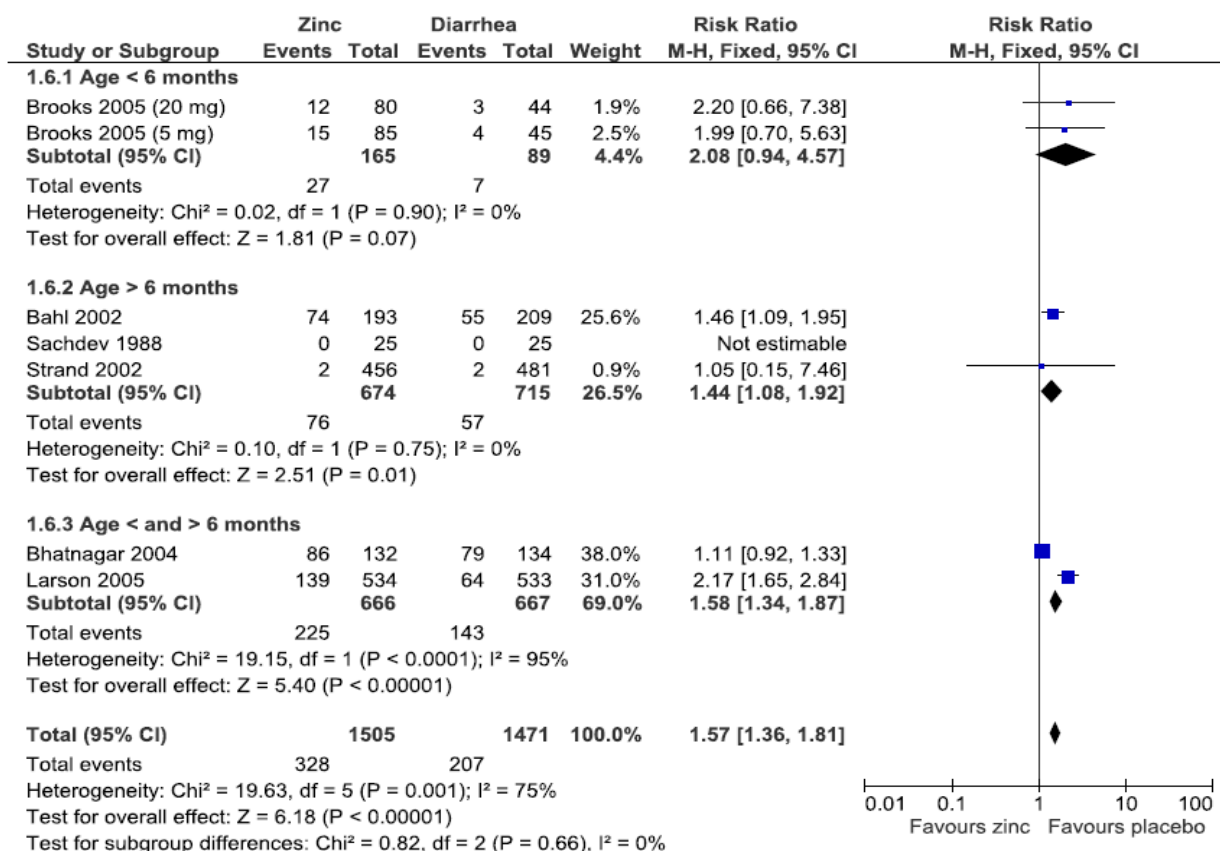 Zinc Diarrhea Risk Ratio Risk Ratio
Study or Subgroup Events Total Events Total Weight M-H, Fixed, 95% CI M-H, Fixed, 95% CI
1.6.1 Age < 6 months
Brooks 2005 (20 mg) 12 80 3 44 1.9% 2.20 [0.66, 7.38]
Brooks 2005 (5 mg) 15 85 4 45 2.5% 1.99 [0.70, 5.63]
Subtotal (95% CI) 165 89 4.4% 2.08 [0.94, 4.57]
Total events 27 7
Heterogeneity: Chi² = 0.02, df = 1 (P = 0.90); I² = 0%
Test for overall effect: Z = 1.81 (P = 0.07)
1.6.2 Age > 6 months
Bahl 2002 74 193 55 209 25.6% 1.46 [1.09, 1.95]
Sachdev 1988 0 25 0 25 Not estimable
Strand 2002 2 456 2 481 0.9% 1.05 [0.15, 7.46]
Subtotal (95% CI) 674 715 26.5% 1.44 [1.08, 1.92]
Total events 76 57
Heterogeneity: Chi² = 0.10, df = 1 (P = 0.75); I² = 0%
Test for overall effect: Z = 2.51 (P = 0.01)
1.6.3 Age < and > 6 months
Bhatnagar 2004 86 132 79 134 38.0% 1.11 [0.92, 1.33]
Larson 2005 139 534 64 533 31.0% 2.17 [1.65, 2.84]
Subtotal (95% CI) 666 667 69.0% 1.58 [1.34, 1.87]
Total events 225 143
Heterogeneity: Chi² = 19.15, df = 1 (P < 0.0001); I² = 95%
Test for overall effect: Z = 5.40 (P < 0.00001)
Total (95% CI) 1505 1471 100.0% 1.57 [1.36, 1.81]
Total events 328 207
Heterogeneity: Chi² = 19.63, df = 5 (P = 0.001); I² = 75%
Test for overall effect: Z = 6.18 (P < 0.00001)
Test for subgroup differences: Chi² = 0.82, df = 2 (P = 0.66), I² = 0%
0.01 0.1 1 10 100
Favours zinc Favours placebo